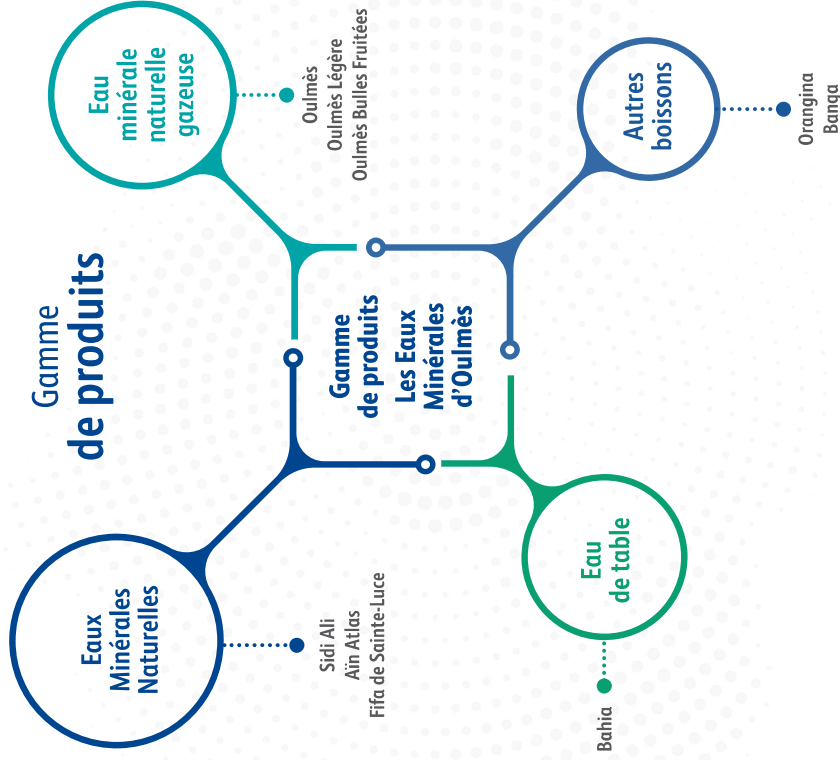 Gamme
de produits
Eaux
Minérales
Naturelles
Sidi Ali
Aïn Atlas
Fifa de Sainte-Luce
Eau
minérale
naturelle
gazeuse
Oulmès
Oulmès Légère
Oulmès Bulles Fruitées
Gamme
de produits
Les Eaux
Minérales
d'Oulmès
Eau
de table
Bahia
Autres
boissons
Orangina
Banga